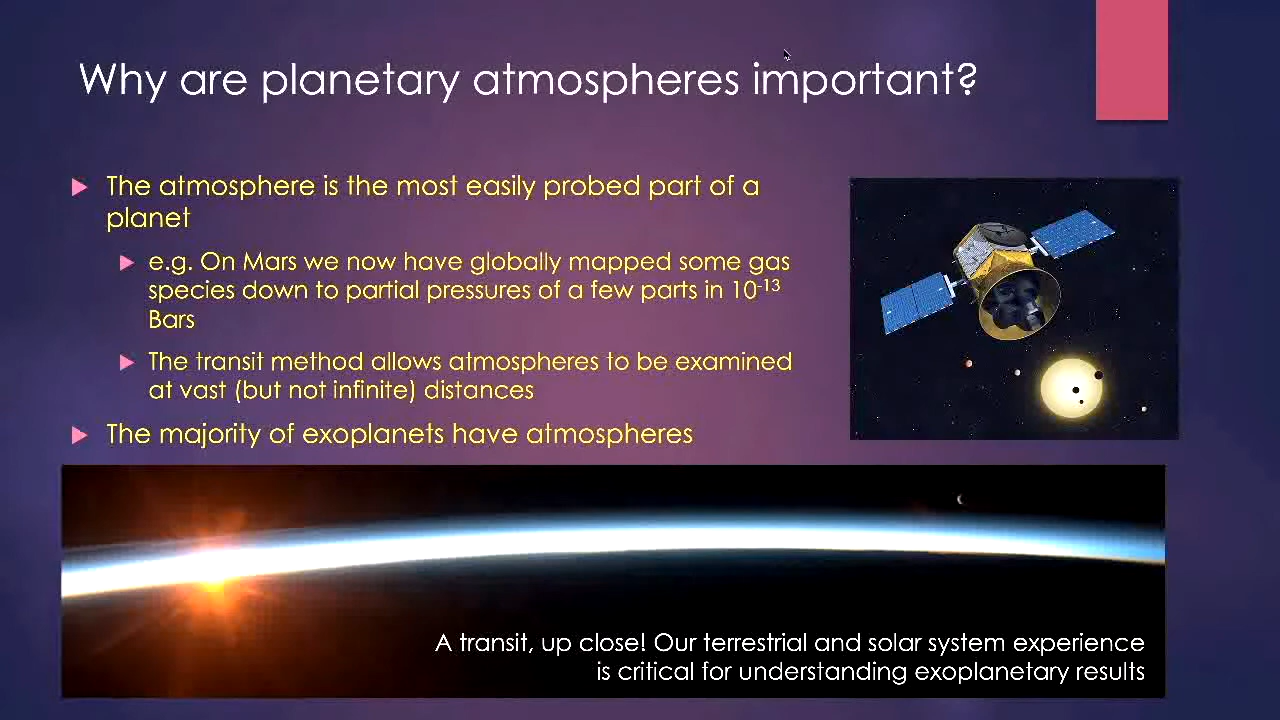 Why are planetary atmospheres important?
The atmosphere is the most easily probed part of a
planet
e.g. On Mars we now have globally mapped some gas
species down to partial pressures of a few parts in 10⁻¹³
Bars
The transit method allows atmospheres to be examined
at vast (but not infinite) distances
The majority of exoplanets have atmospheres
A transit, up close! Our terrestrial and solar system experience
is critical for understanding exoplanetary results